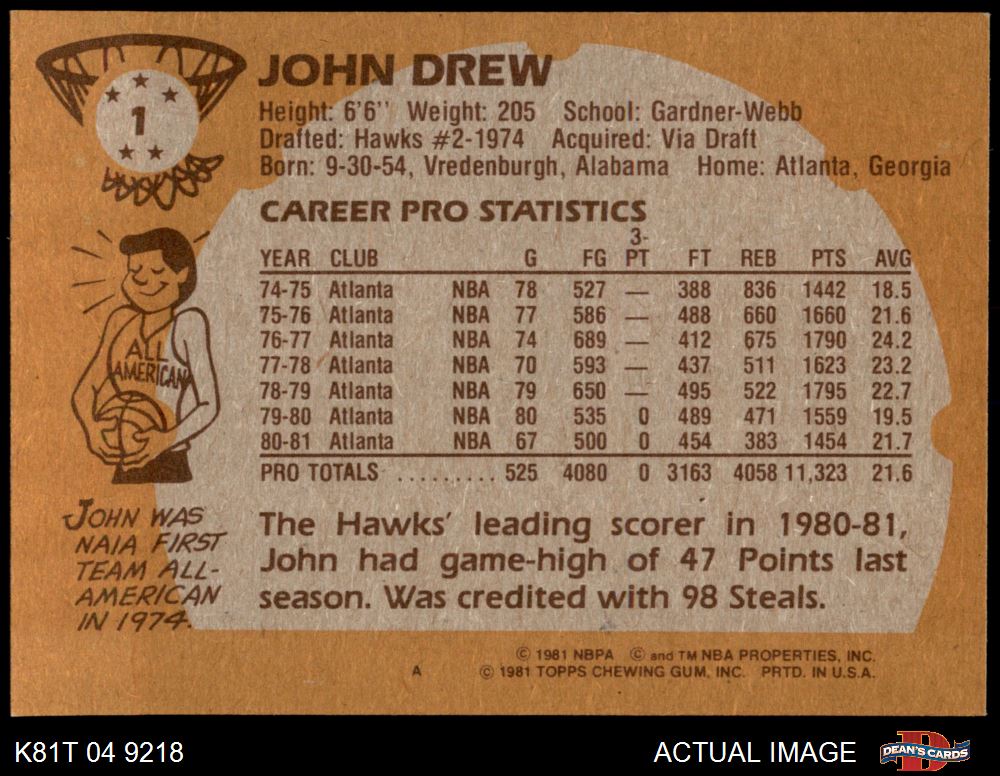 1
JOHN DREW
Height: 6'6'' Weight: 205 School: Gardner-Webb
Drafted: Hawks #2-1974 Acquired: Via Draft
Born: 9-30-54, Vredenburgh, Alabama Home: Atlanta, Georgia
CAREER PRO STATISTICS
3-
YEAR CLUB G FG PT FT REB PTS AVG
74-75 Atlanta NBA 78 527 — 388 836 1442 18.5
75-76 Atlanta NBA 77 586 — 488 660 1660 21.6
76-77 Atlanta NBA 74 689 — 412 675 1790 24.2
77-78 Atlanta NBA 70 593 — 437 511 1623 23.2
78-79 Atlanta NBA 79 650 — 495 522 1795 22.7
79-80 Atlanta NBA 80 535 0 489 471 1559 19.5
80-81 Atlanta NBA 67 500 0 454 383 1454 21.7
PRO TOTALS ......... 525 4080 0 3163 4058 11,323 21.6
ALL
AMERICAN
JOHN WAS
NAIA FIRST
TEAM ALL-
AMERICAN
IN 1974.
The Hawks' leading scorer in 1980-81,
John had game-high of 47 Points last
season. Was credited with 98 Steals.
© 1981 NBPA © and TM NBA PROPERTIES, INC.
A © 1981 TOPPS CHEWING GUM, INC. PRTD. IN U.S.A.
K81T 04 9218 ACTUAL IMAGE DEAN'S CARDS